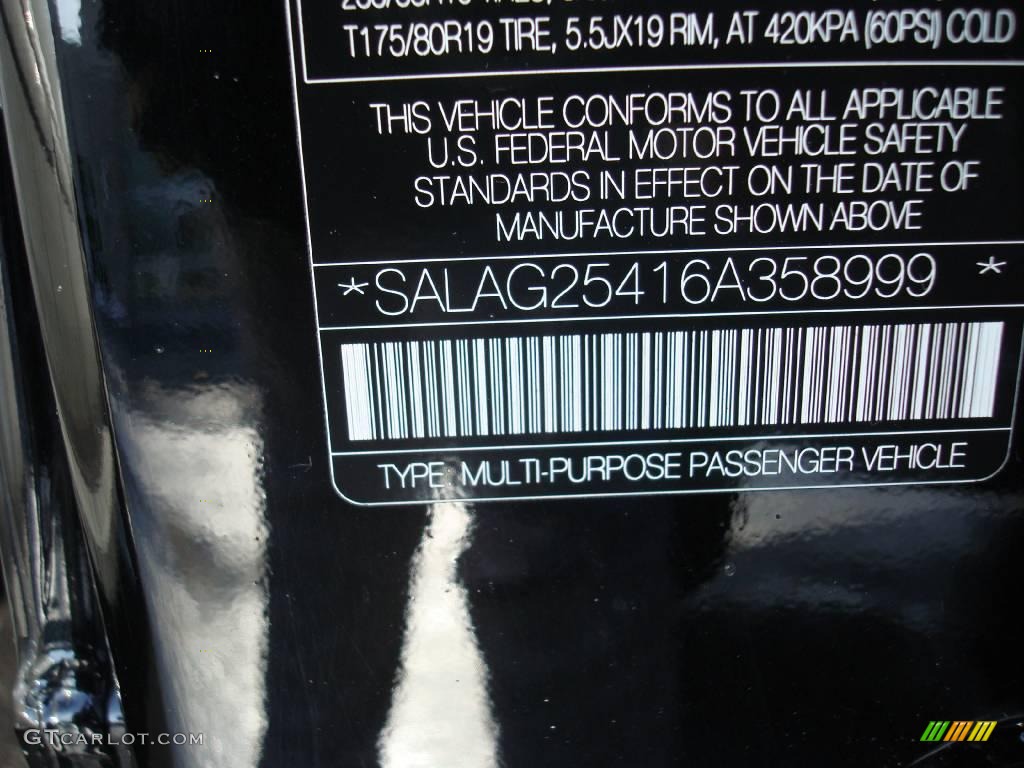 T175/80R19 TIRE, 5.5JX19 RIM, AT 420KPA (60PSI) COLD
THIS VEHICLE CONFORMS TO ALL APPLICABLE
U.S. FEDERAL MOTOR VEHICLE SAFETY
STANDARDS IN EFFECT ON THE DATE OF
MANUFACTURE SHOWN ABOVE
*SALAG25416A358999 *
TYPE: MULTI-PURPOSE PASSENGER VEHICLE
GTCARLOT.COM